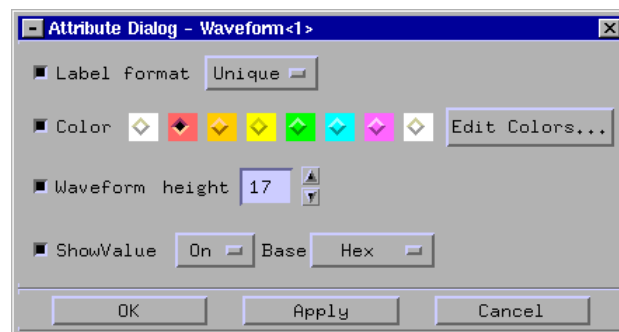 Attribute Dialog - Waveform<1>
Label format Unique
Color Edit Colors...
Waveform height 17
ShowValue On Base Hex
OK Apply Cancel